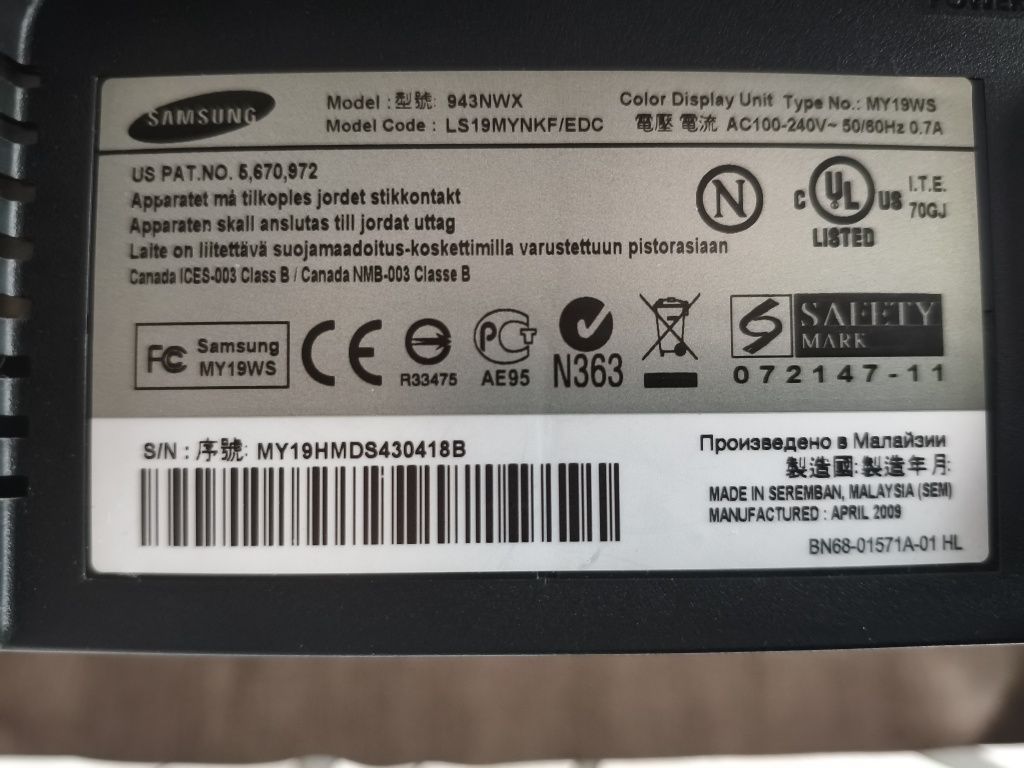 POWER
SAMSUNG
Model : 型號: 943NWX
Model Code : LS19MYNKF/EDC
Color Display Unit Type No.: MY19WS
電壓 電流 AC100-240V~ 50/60Hz 0.7A
US PAT.NO. 5,670,972
Apparatet må tilkoples jordet stikkontakt
Apparaten skall anslutas till jordat uttag
Laite on liitettävä suojamaadoitus-koskettimilla varustettuun pistorasiaan
Canada ICES-003 Class B / Canada NMB-003 Classe B
N
C UL US LISTED
I.T.E.
70GJ
FC Samsung
MY19WS
CE
R33475
PCT
AE95
N363
S SAFETY
MARK
072147-11
S/N : 序號: MY19HMDS430418B
Произведено в Малайзии
製造國: 製造年月:
MADE IN SEREMBAN, MALAYSIA (SEM)
MANUFACTURED : APRIL 2009
BN68-01571A-01 HL